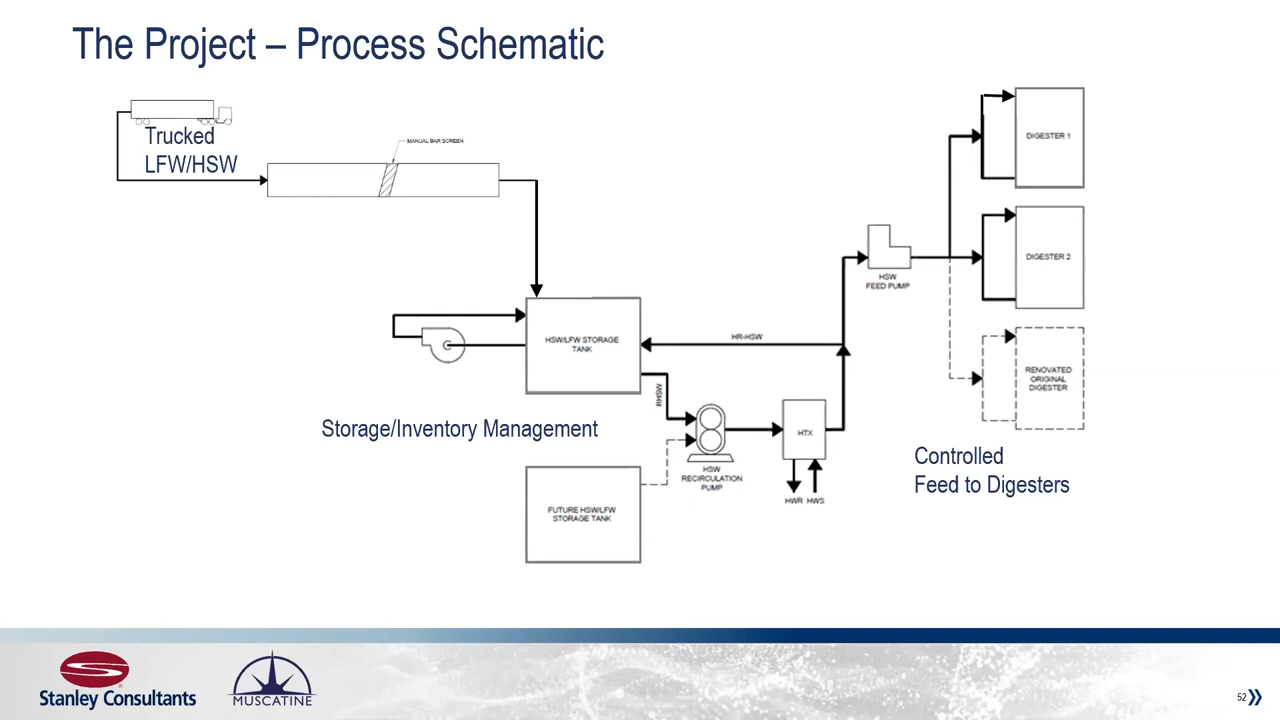 The Project – Process Schematic
Trucked
LFW/HSW
MANUAL BAR SCREEN
DIGESTER 1
DIGESTER 2
HSW
FEED PUMP
HSW/LFW STORAGE
TANK
HR-HSW
RHSW
RENOVATED
ORIGINAL
DIGESTER
Storage/Inventory Management
HTX
HSW
RECIRCULATION
PUMP
HWR HWS
Controlled
Feed to Digesters
FUTURE HSW/LFW
STORAGE TANK
Stanley Consultants
MUSCATINE
52